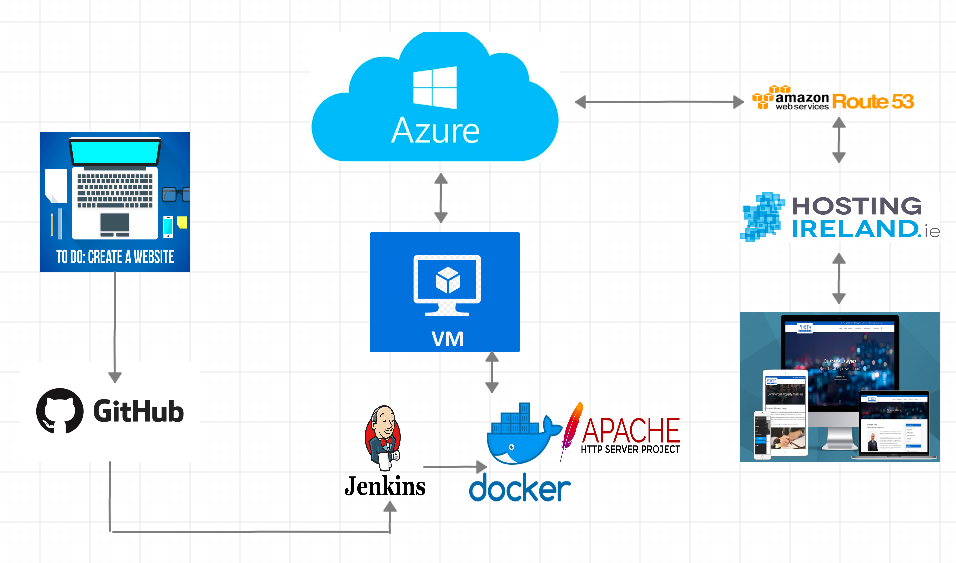 Azure
amazon
web services
Route 53
TO DO: CREATE A WEBSITE
HOSTING
IRELAND.ie
VM
GitHub
Jenkins
docker
APACHE
HTTP SERVER PROJECT